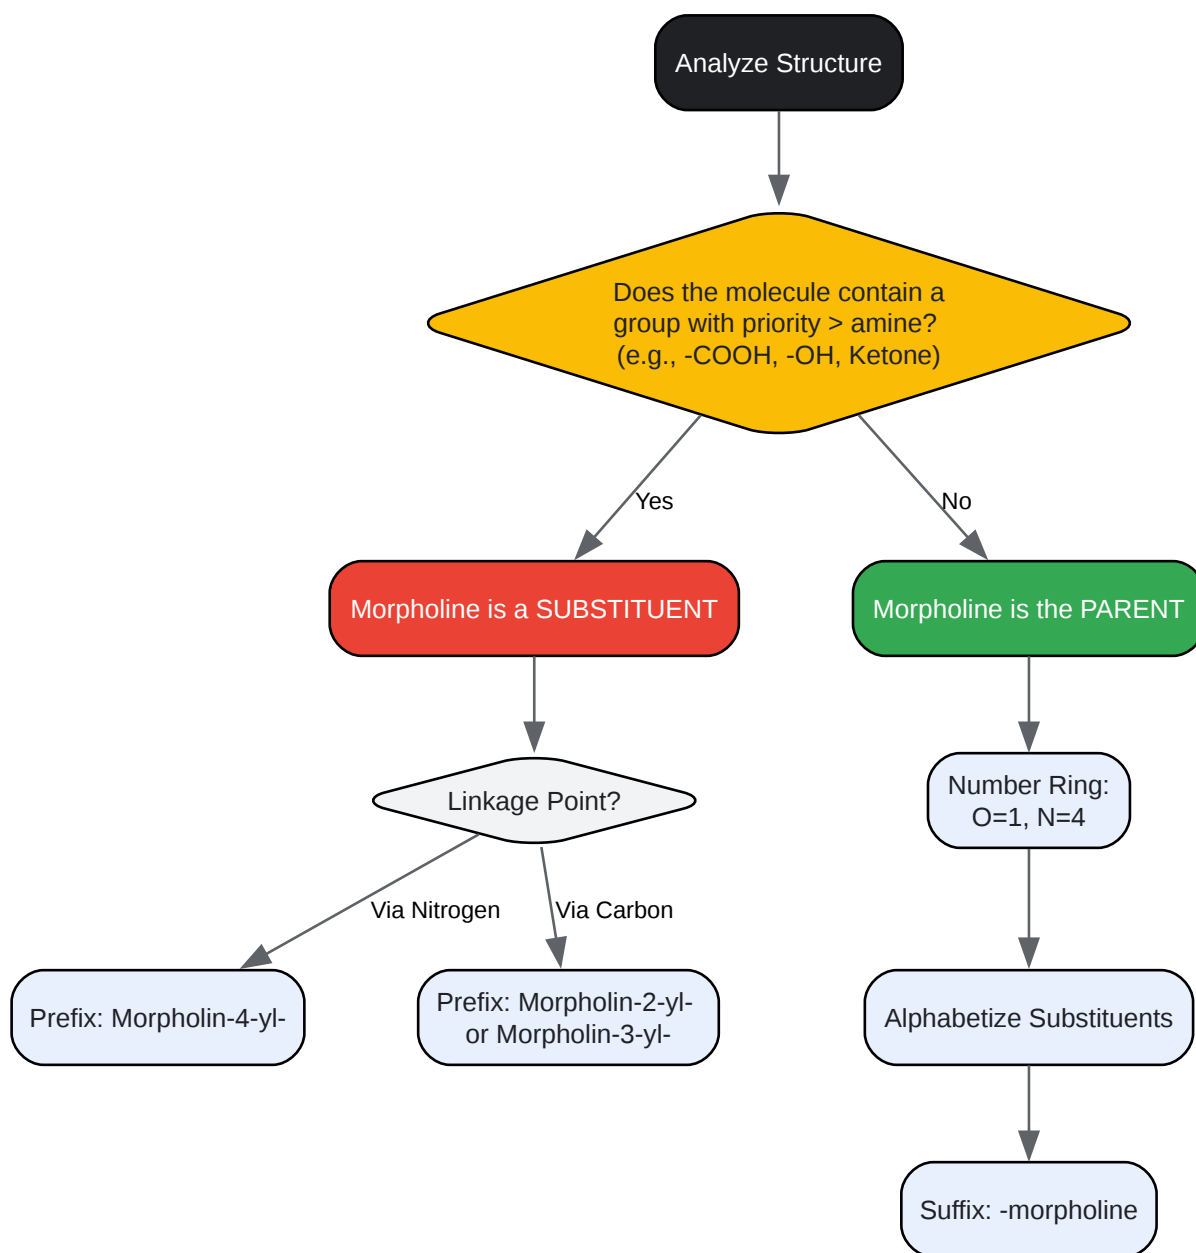 Analyze Structure
Does the molecule contain a
group with priority > amine?
(e.g., -COOH, -OH, Ketone)
Yes
No
Morpholine is a SUBSTITUENT
Morpholine is the PARENT
Linkage Point?
Number Ring:
O=1, N=4
Via Nitrogen
Via Carbon
Prefix: Morpholin-4-yl-
Prefix: Morpholin-2-yl-
or Morpholin-3-yl-
Alphabetize Substituents
Suffix: -morpholine